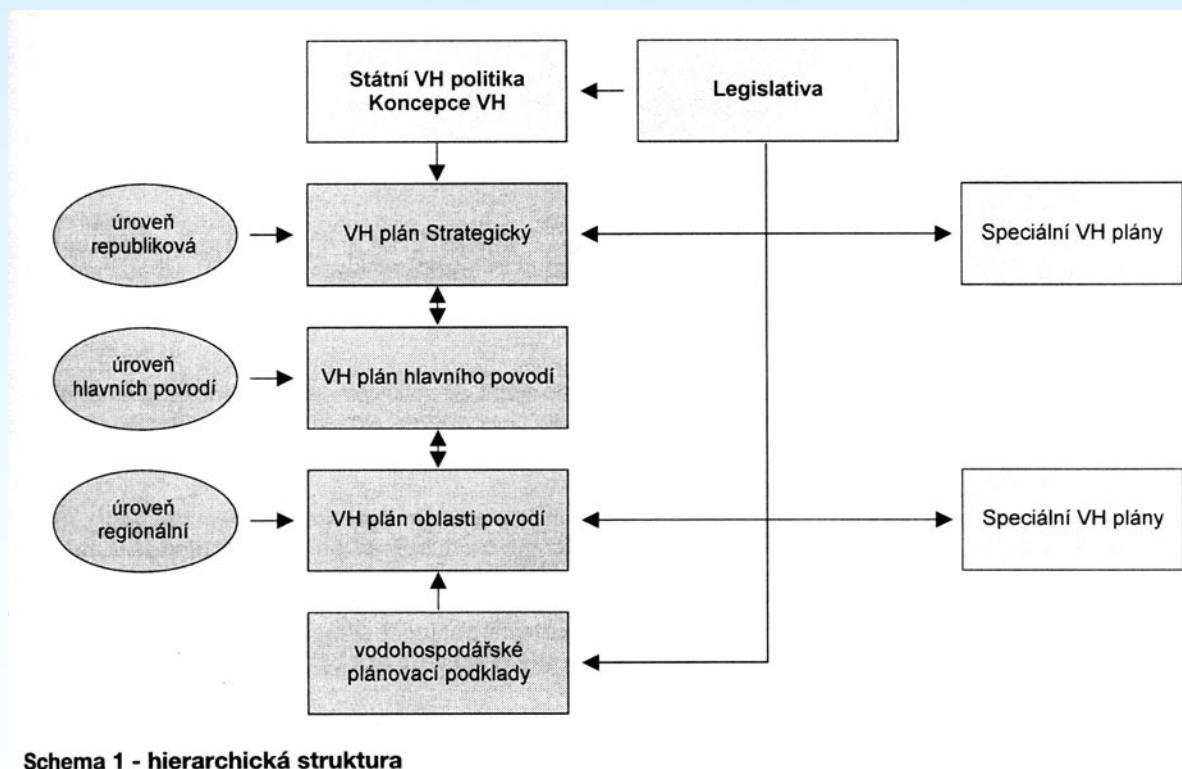 Státní VH politika
Koncepce VH
Legislativa
úroveň
republiková
VH plán Strategický
Speciální VH plány
úroveň
hlavních povodí
VH plán hlavního povodí
úroveň
regionální
VH plán oblasti povodí
Speciální VH plány
vodohospodářské
plánovací podklady
Schema 1 - hierarchická struktura